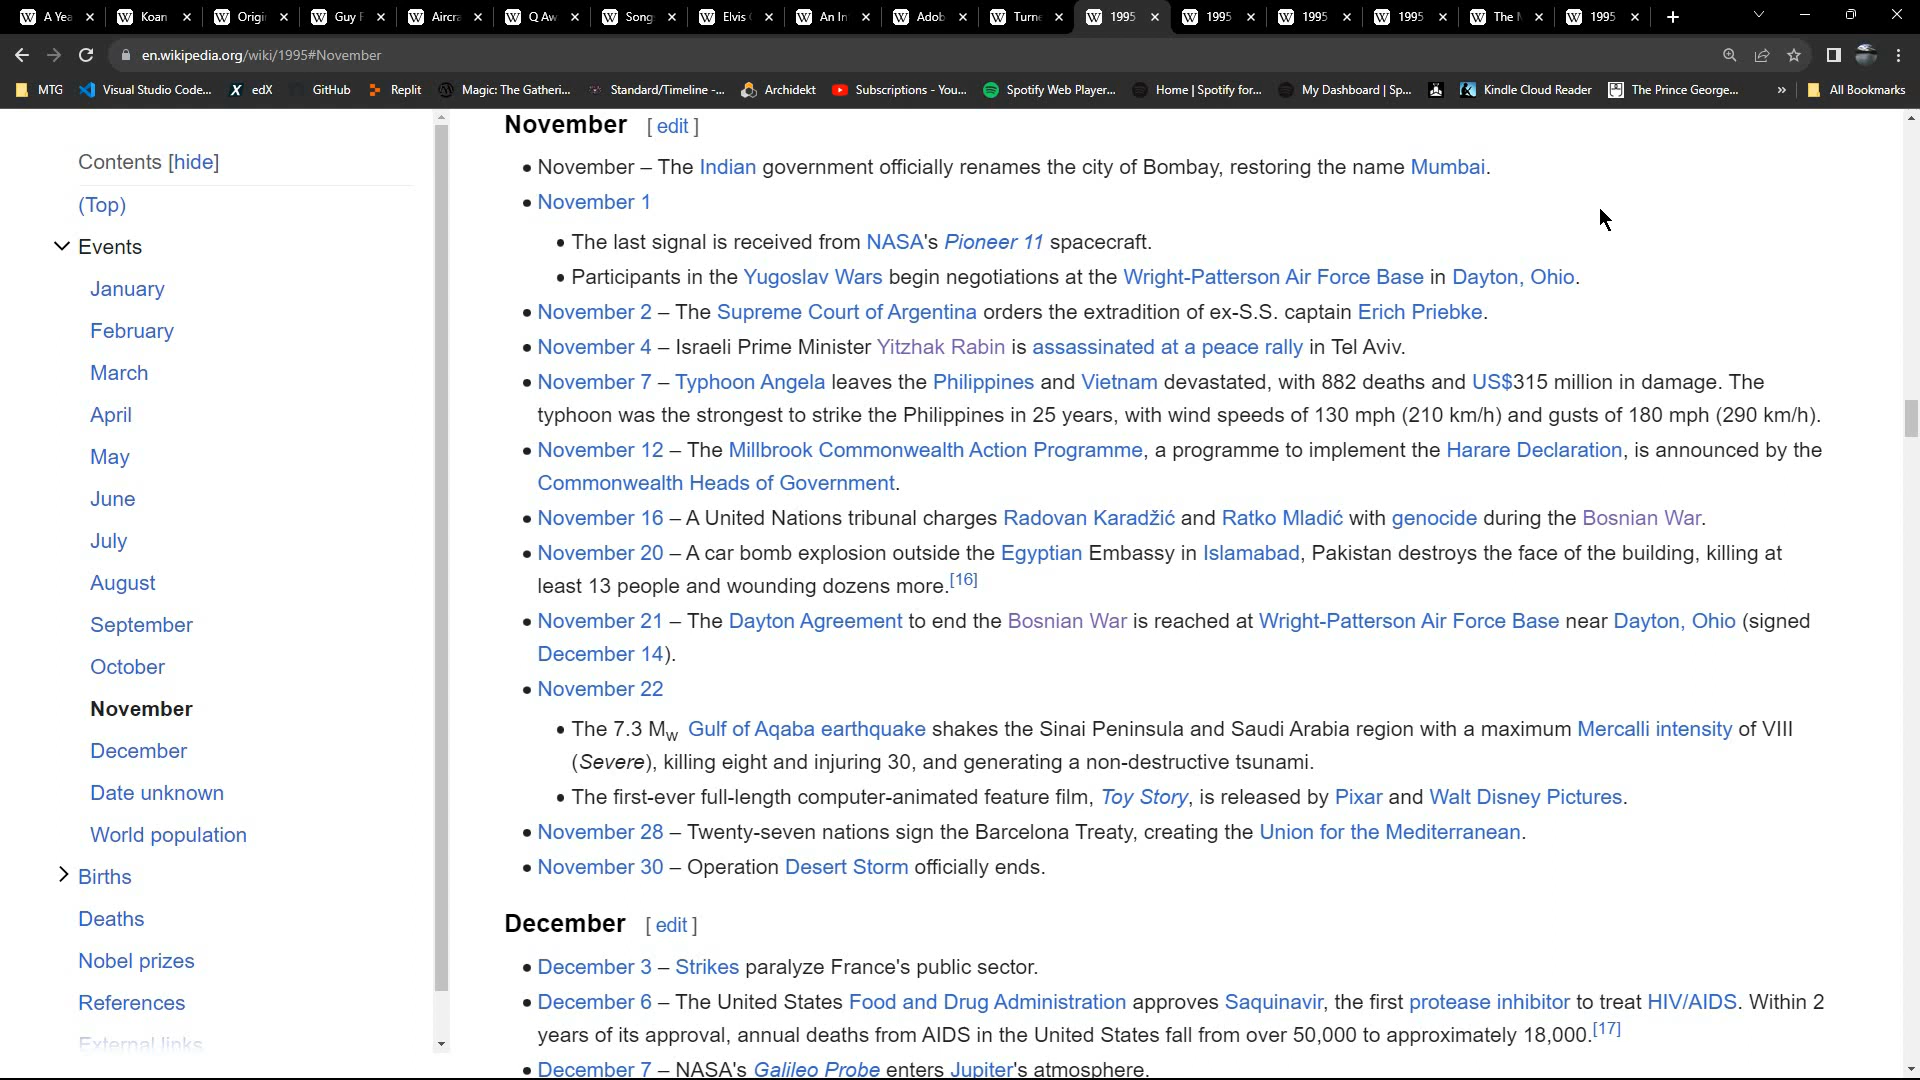 A Yea
Koan
Origi
Guy F
Aircra
Q Aw
Song
Elvis
An In
Adob
Turne
1995
1995
1995
1995
The N
1995
en.wikipedia.org/wiki/1995#November
MTG
Visual Studio Code...
edX
GitHub
Replit
Magic: The Gatheri...
Standard/Timeline -...
Archidekt
Subscriptions - You...
Spotify Web Player...
Home | Spotify for...
My Dashboard | Sp...
Kindle Cloud Reader
The Prince George...
»
All Bookmarks
Contents [hide]
(Top)
Events
January
February
March
April
May
June
July
August
September
October
November
December
Date unknown
World population
Births
Deaths
Nobel prizes
References
External links
November [ edit ]
• November – The Indian government officially renames the city of Bombay, restoring the name Mumbai.
• November 1
• The last signal is received from NASA's Pioneer 11 spacecraft.
• Participants in the Yugoslav Wars begin negotiations at the Wright-Patterson Air Force Base in Dayton, Ohio.
• November 2 – The Supreme Court of Argentina orders the extradition of ex-S.S. captain Erich Priebke.
• November 4 – Israeli Prime Minister Yitzhak Rabin is assassinated at a peace rally in Tel Aviv.
• November 7 – Typhoon Angela leaves the Philippines and Vietnam devastated, with 882 deaths and US$315 million in damage. The
typhoon was the strongest to strike the Philippines in 25 years, with wind speeds of 130 mph (210 km/h) and gusts of 180 mph (290 km/h).
• November 12 – The Millbrook Commonwealth Action Programme, a programme to implement the Harare Declaration, is announced by the
Commonwealth Heads of Government.
• November 16 – A United Nations tribunal charges Radovan Karadžić and Ratko Mladić with genocide during the Bosnian War.
• November 20 – A car bomb explosion outside the Egyptian Embassy in Islamabad, Pakistan destroys the face of the building, killing at
least 13 people and wounding dozens more.[16]
• November 21 – The Dayton Agreement to end the Bosnian War is reached at Wright-Patterson Air Force Base near Dayton, Ohio (signed
December 14).
• November 22
• The 7.3 Mw Gulf of Aqaba earthquake shakes the Sinai Peninsula and Saudi Arabia region with a maximum Mercalli intensity of VIII
(Severe), killing eight and injuring 30, and generating a non-destructive tsunami.
• The first-ever full-length computer-animated feature film, Toy Story, is released by Pixar and Walt Disney Pictures.
• November 28 – Twenty-seven nations sign the Barcelona Treaty, creating the Union for the Mediterranean.
• November 30 – Operation Desert Storm officially ends.
December [ edit ]
• December 3 – Strikes paralyze France's public sector.
• December 6 – The United States Food and Drug Administration approves Saquinavir, the first protease inhibitor to treat HIV/AIDS. Within 2
years of its approval, annual deaths from AIDS in the United States fall from over 50,000 to approximately 18,000.[17]
• December 7 – NASA's Galileo Probe enters Jupiter's atmosphere.